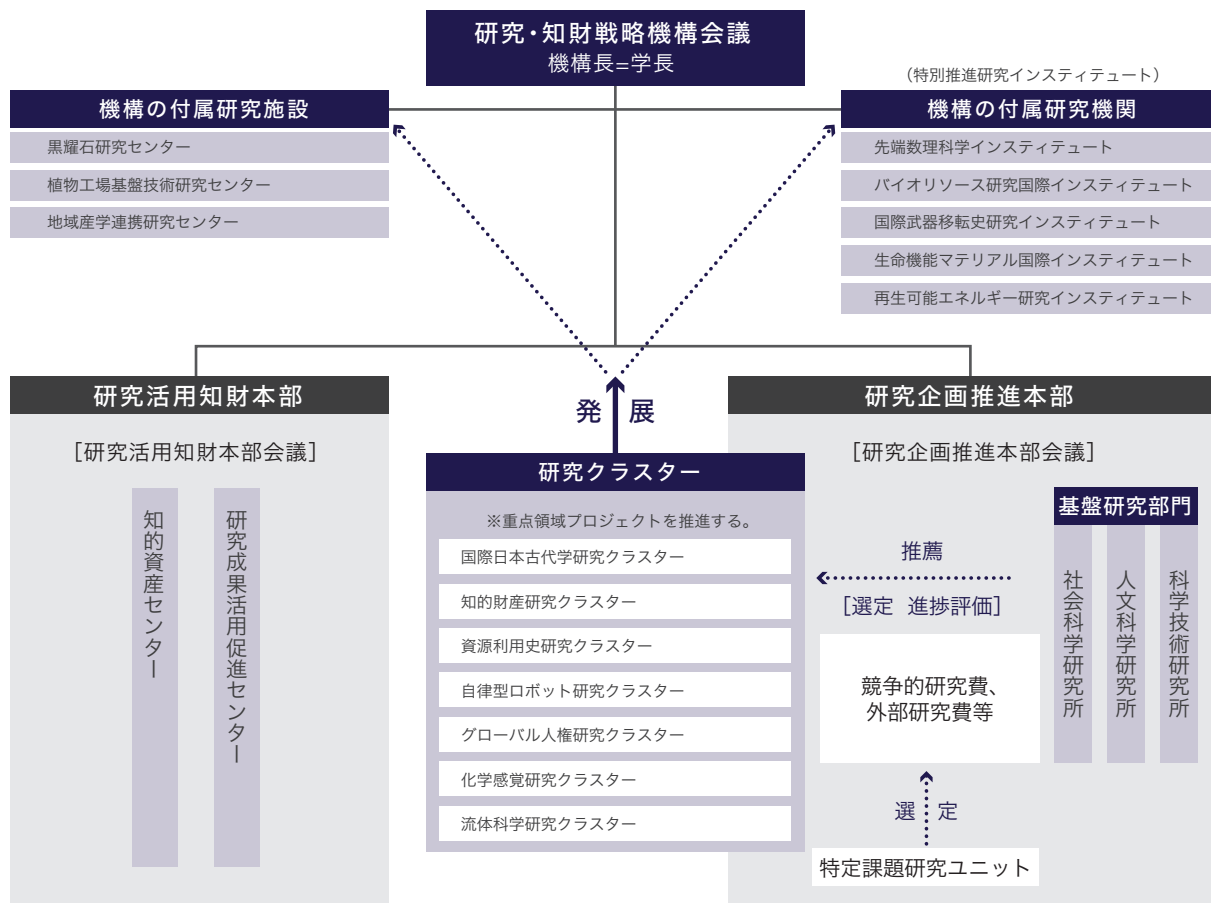 研究・知財戦略機構会議
機構長=学長
（特別推進研究インスティテュート）
機構の付属研究施設
黒耀石研究センター
植物工場基盤技術研究センター
地域産学連携研究センター
機構の付属研究機関
先端数理科学インスティテュート
バイオリソース研究国際インスティテュート
国際武器移転史研究インスティテュート
生命機能マテリアル国際インスティテュート
再生可能エネルギー研究インスティテュート
研究活用知財本部
［研究活用知財本部会議］
知的資産センター
研究成果活用促進センター
発展
研究クラスター
※重点領域プロジェクトを推進する。
国際日本古代学研究クラスター
知的財産研究クラスター
資源利用史研究クラスター
自律型ロボット研究クラスター
グローバル人権研究クラスター
化学感覚研究クラスター
流体科学研究クラスター
研究企画推進本部
［研究企画推進本部会議］
推薦
［選定 進捗評価］
競争的研究費、
外部研究費等
選定
特定課題研究ユニット
基盤研究部門
社会科学研究所
人文科学研究所
科学技術研究所